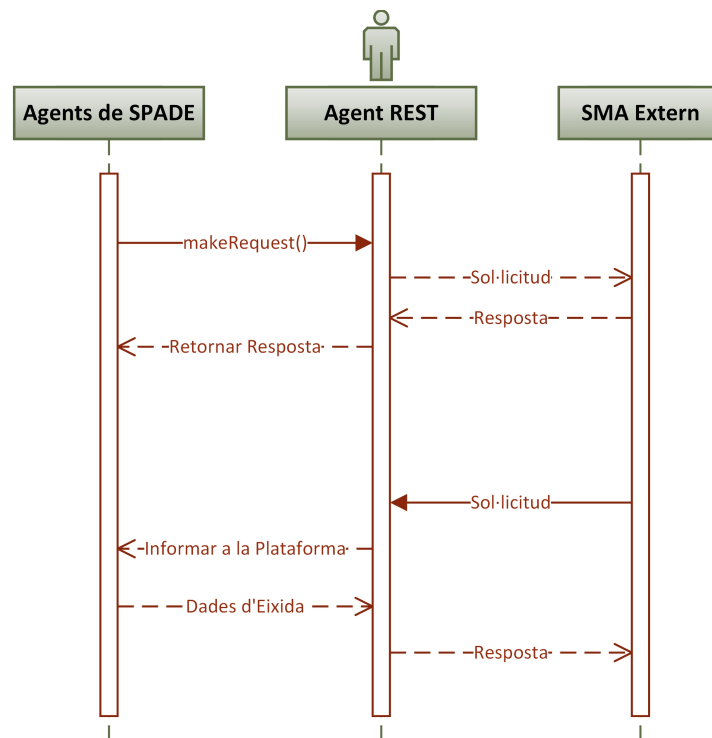 Agents de SPADE
Agent REST
SMA Extern
makeRequest()
Sol·licitud
Resposta
Retornar Resposta
Sol·licitud
Informar a la Plataforma
Dades d'Eixida
Resposta